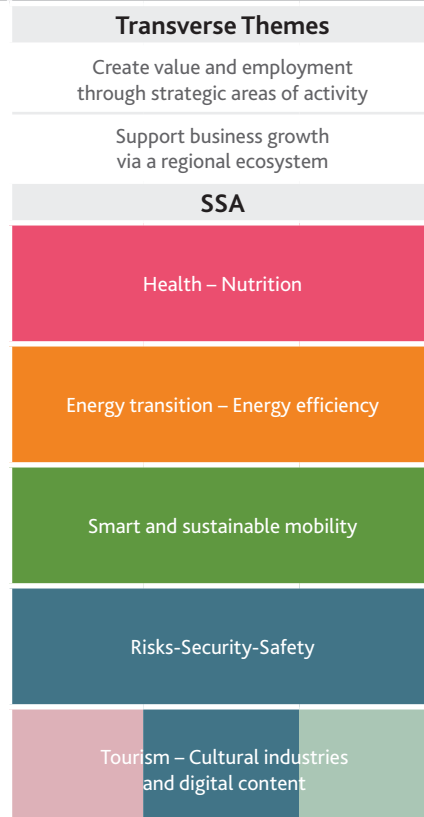 Transverse Themes
Create value and employment
through strategic areas of activity
Support business growth
via a regional ecosystem
SSA
Health – Nutrition
Energy transition – Energy efficiency
Smart and sustainable mobility
Risks-Security-Safety
Tourism – Cultural industries
and digital content